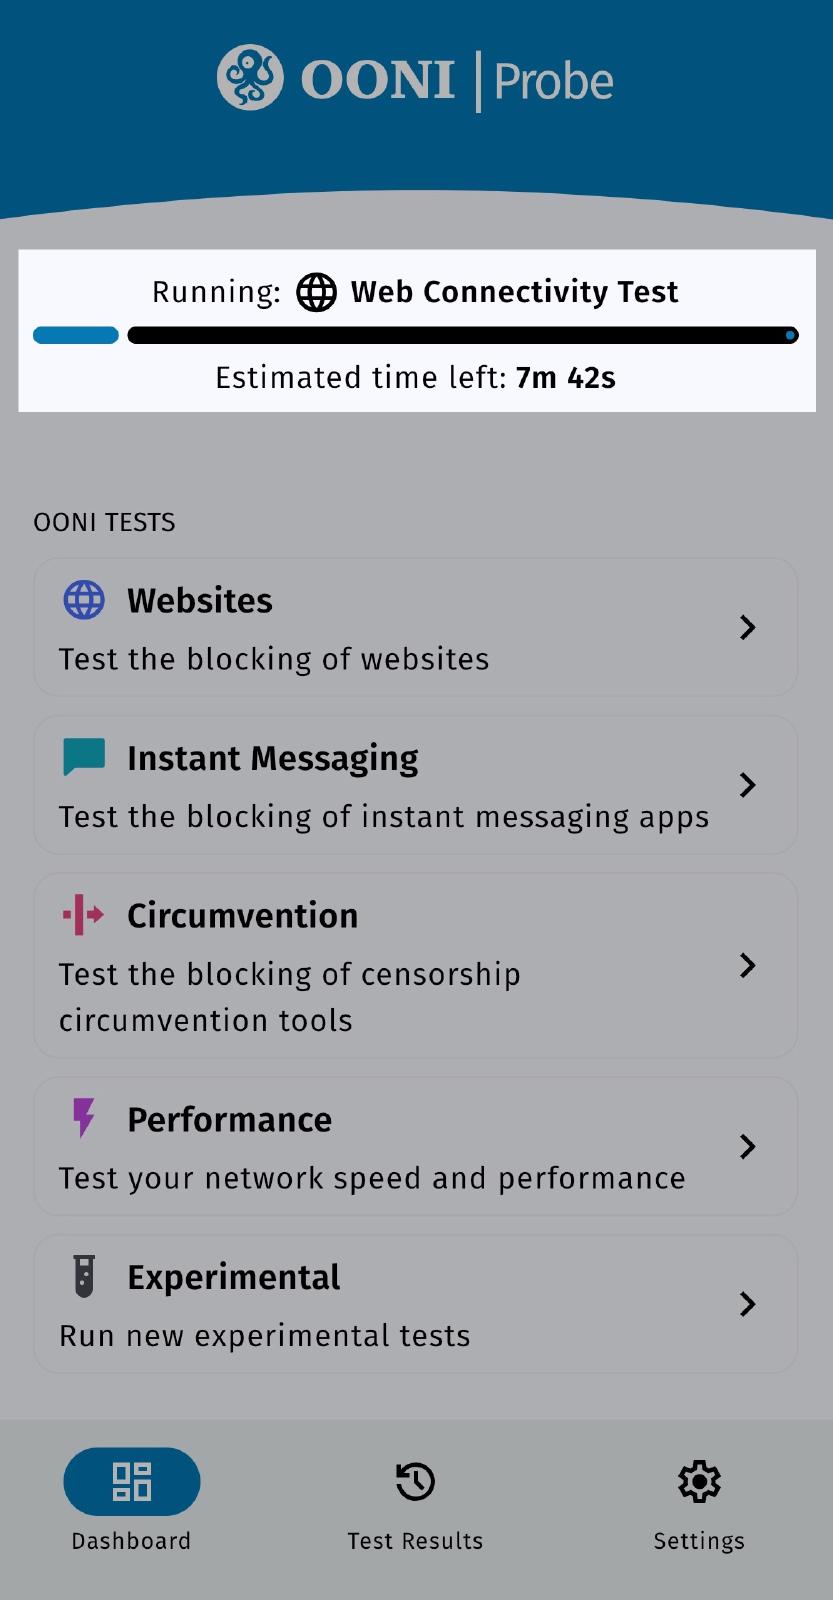 OONI | Probe
Running: Web Connectivity Test
Estimated time left: 7m 42s
OONI TESTS
Websites
Test the blocking of websites
Instant Messaging
Test the blocking of instant messaging apps
Circumvention
Test the blocking of censorship
circumvention tools
Performance
Test your network speed and performance
Experimental
Run new experimental tests
Dashboard
Test Results
Settings